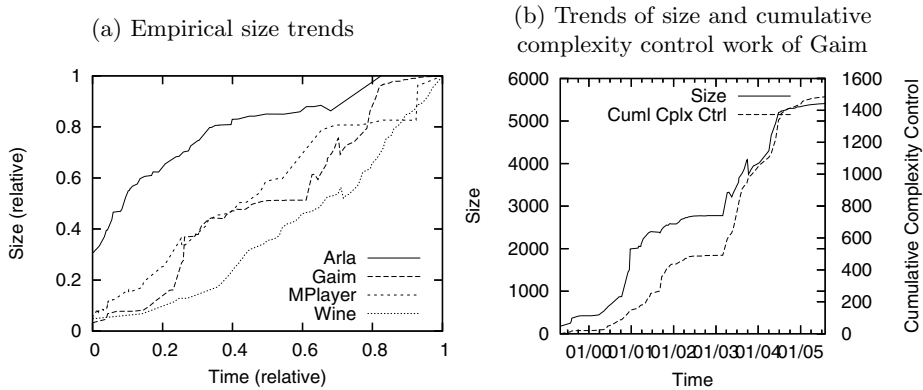 (a) Empirical size trends
1
0.8
0.6
0.4
0.2
0
Size (relative)
Arla
Gaim
MPlayer
Wine
0 0.2 0.4 0.6 0.8 1
Time (relative)
(b) Trends of size and cumulative
complexity control work of Gaim
6000
5000
4000
3000
2000
1000
0
Size
Size
Cuml Cplx Ctrl
1600
1400
1200
1000
800
600
400
200
0
Cumulative Complexity Control
01/00 01/01 01/02 01/03 01/04 01/05
Time